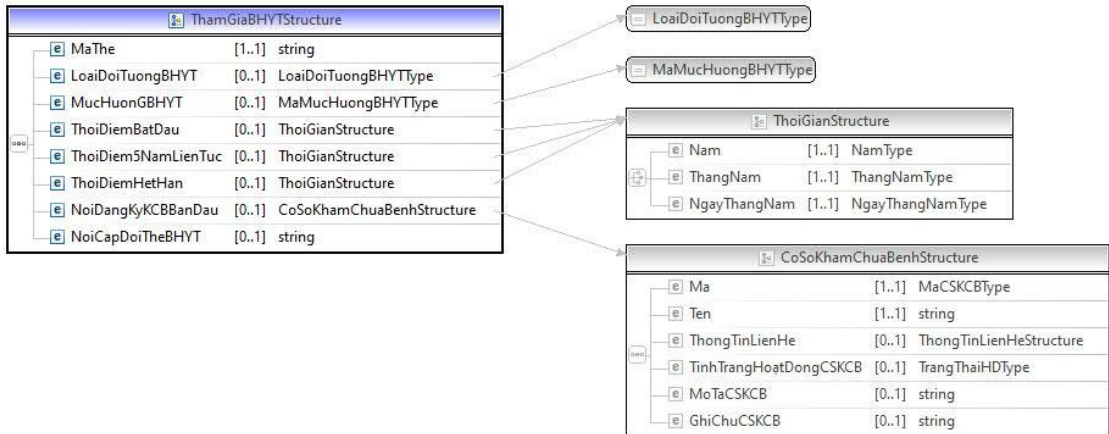 ThamGiaBHYTStructure
e MaThe [1..1] string
e LoaiDoiTuongBHYT [0..1] LoaiDoiTuongBHYTType
e MucHuonGBHYT [0..1] MaMucHuongBHYTType
e ThoiDiemBatDau [0..1] ThoiGianStructure
e ThoiDiem5NamLienTuc [0..1] ThoiGianStructure
e ThoiDiemHetHan [0..1] ThoiGianStructure
e NoiDangKyKCBBanDau [0..1] CoSoKhamChuaBenhStructure
e NoiCapDoiTheBHYT [0..1] string
LoaiDoiTuongBHYTType
MaMucHuongBHYTType
ThoiGianStructure
e Nam [1..1] NamType
e ThangNam [1..1] ThangNamType
e NgayThangNam [1..1] NgayThangNamType
CoSoKhamChuaBenhStructure
e Ma [1..1] MaCSKCBType
e Ten [1..1] string
e ThongTinLienHe [0..1] ThongTinLienHeStructure
e TinhTrangHoạtDongCSKCB [0..1] TrangThaiHDType
e MoTaCSKCB [0..1] string
e GhiChuCSKCB [0..1] string